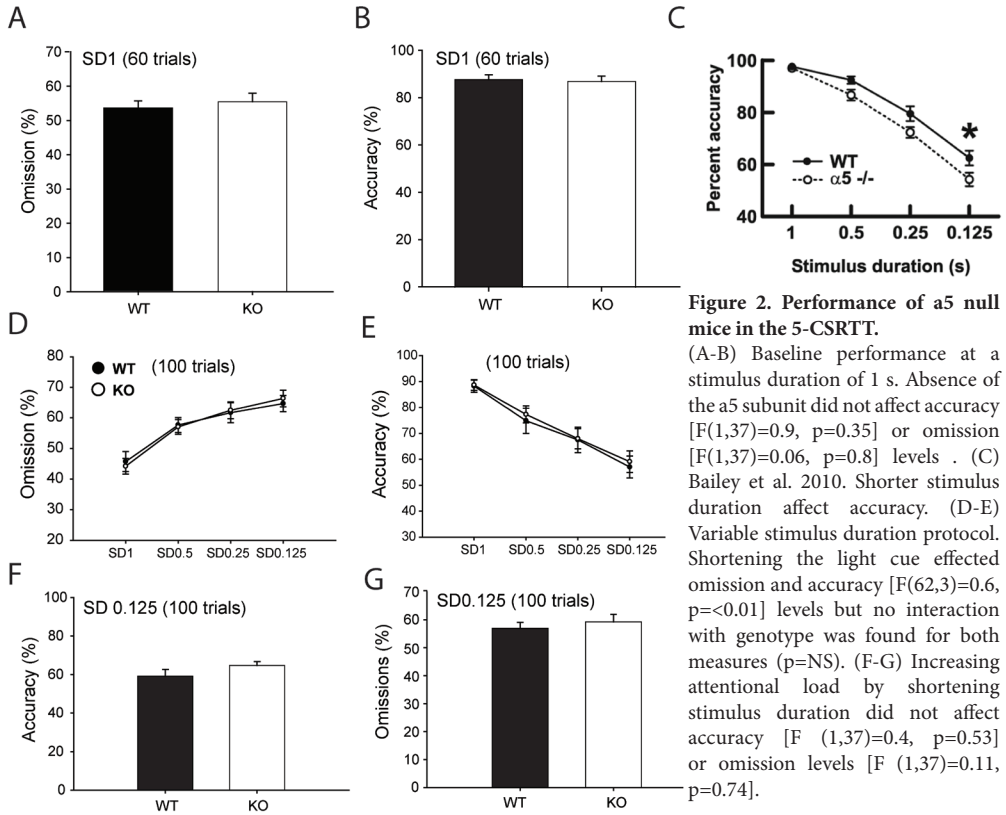 A
SD1 (60 trials)
Omission (%)
70
60
50
40
30
20
10
0
WT
KO
B
SD1 (60 trials)
Accuracy (%)
100
80
60
40
20
0
WT
KO
C
Percent accuracy
100
80
60
40
*
WT
α5 -/-
1
0.5
0.25
0.125
Stimulus duration (s)
D
WT
KO
(100 trials)
Omission (%)
80
70
60
50
40
30
20
SD1
SD0.5
SD0.25
SD0.125
E
(100 trials)
Accuracy (%)
100
90
80
70
60
50
40
30
SD1
SD0.5
SD0.25
SD0.125
F
SD 0.125 (100 trials)
Accuracy (%)
100
80
60
40
20
0
WT
KO
G
SD0.125 (100 trials)
Omissions (%)
70
60
50
40
30
20
10
0
WT
KO
Figure 2. Performance of a5 null
mice in the 5-CSRTT.
(A-B) Baseline performance at a
stimulus duration of 1 s. Absence of
the a5 subunit did not affect accuracy
[F(1,37)=0.9, p=0.35] or omission
[F(1,37)=0.06, p=0.8] levels . (C)
Bailey et al. 2010. Shorter stimulus
duration affect accuracy. (D-E)
Variable stimulus duration protocol.
Shortening the light cue effected
omission and accuracy [F(62,3)=0.6,
p=<0.01] levels but no interaction
with genotype was found for both
measures (p=NS). (F-G) Increasing
attentional load by shortening
stimulus duration did not affect
accuracy [F (1,37)=0.4, p=0.53]
or omission levels [F (1,37)=0.11,
p=0.74].